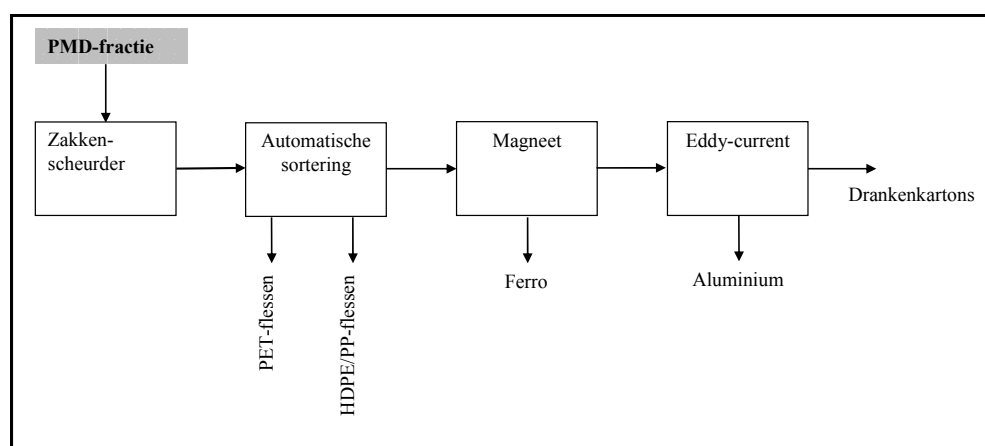 PMD-fractie
Zakken-
scheurder
Automatische
sortering
Magneet
Eddy-current
Drankenkartons
PET-flessen
HDPE/PP-flessen
Ferro
Aluminium